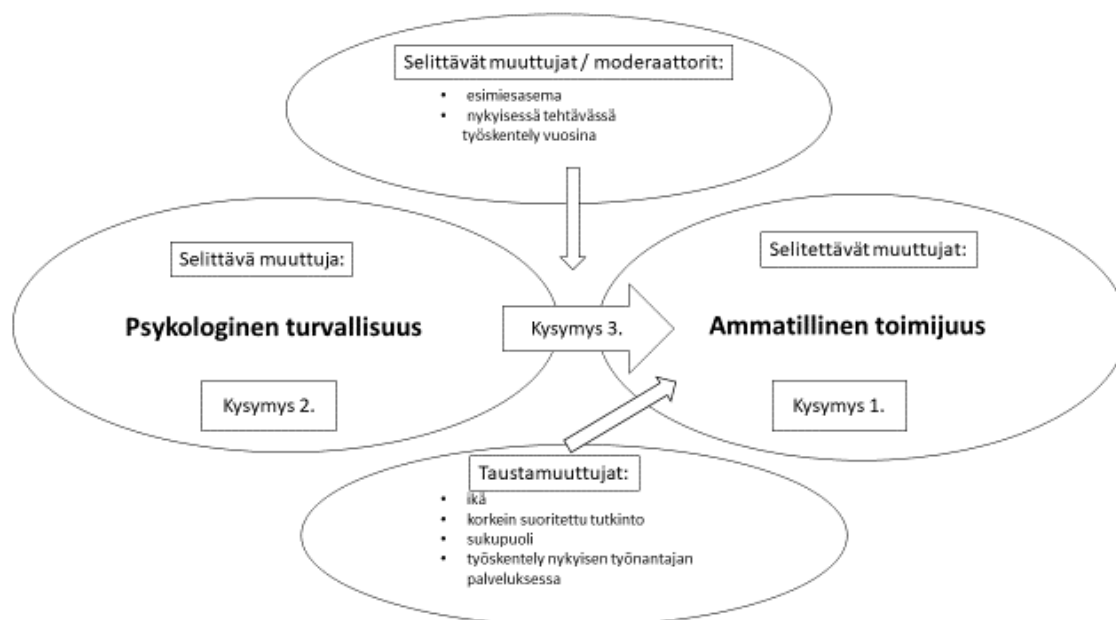 Selittävät muuttujat / moderaattorit:
• esimiesasema
• nykyisessä tehtävässä
työskentely vuosina
Selittävä muuttuja:
Psykologinen turvallisuus
Kysymys 2.
Kysymys 3.
Selitettävät muuttujat:
Ammatillinen toimijuus
Kysymys 1.
Taustamuuttujat:
• ikä
• korkein suoritettu tutkinto
• sukupuoli
• työskentely nykyisen työnantajan
palveluksessa